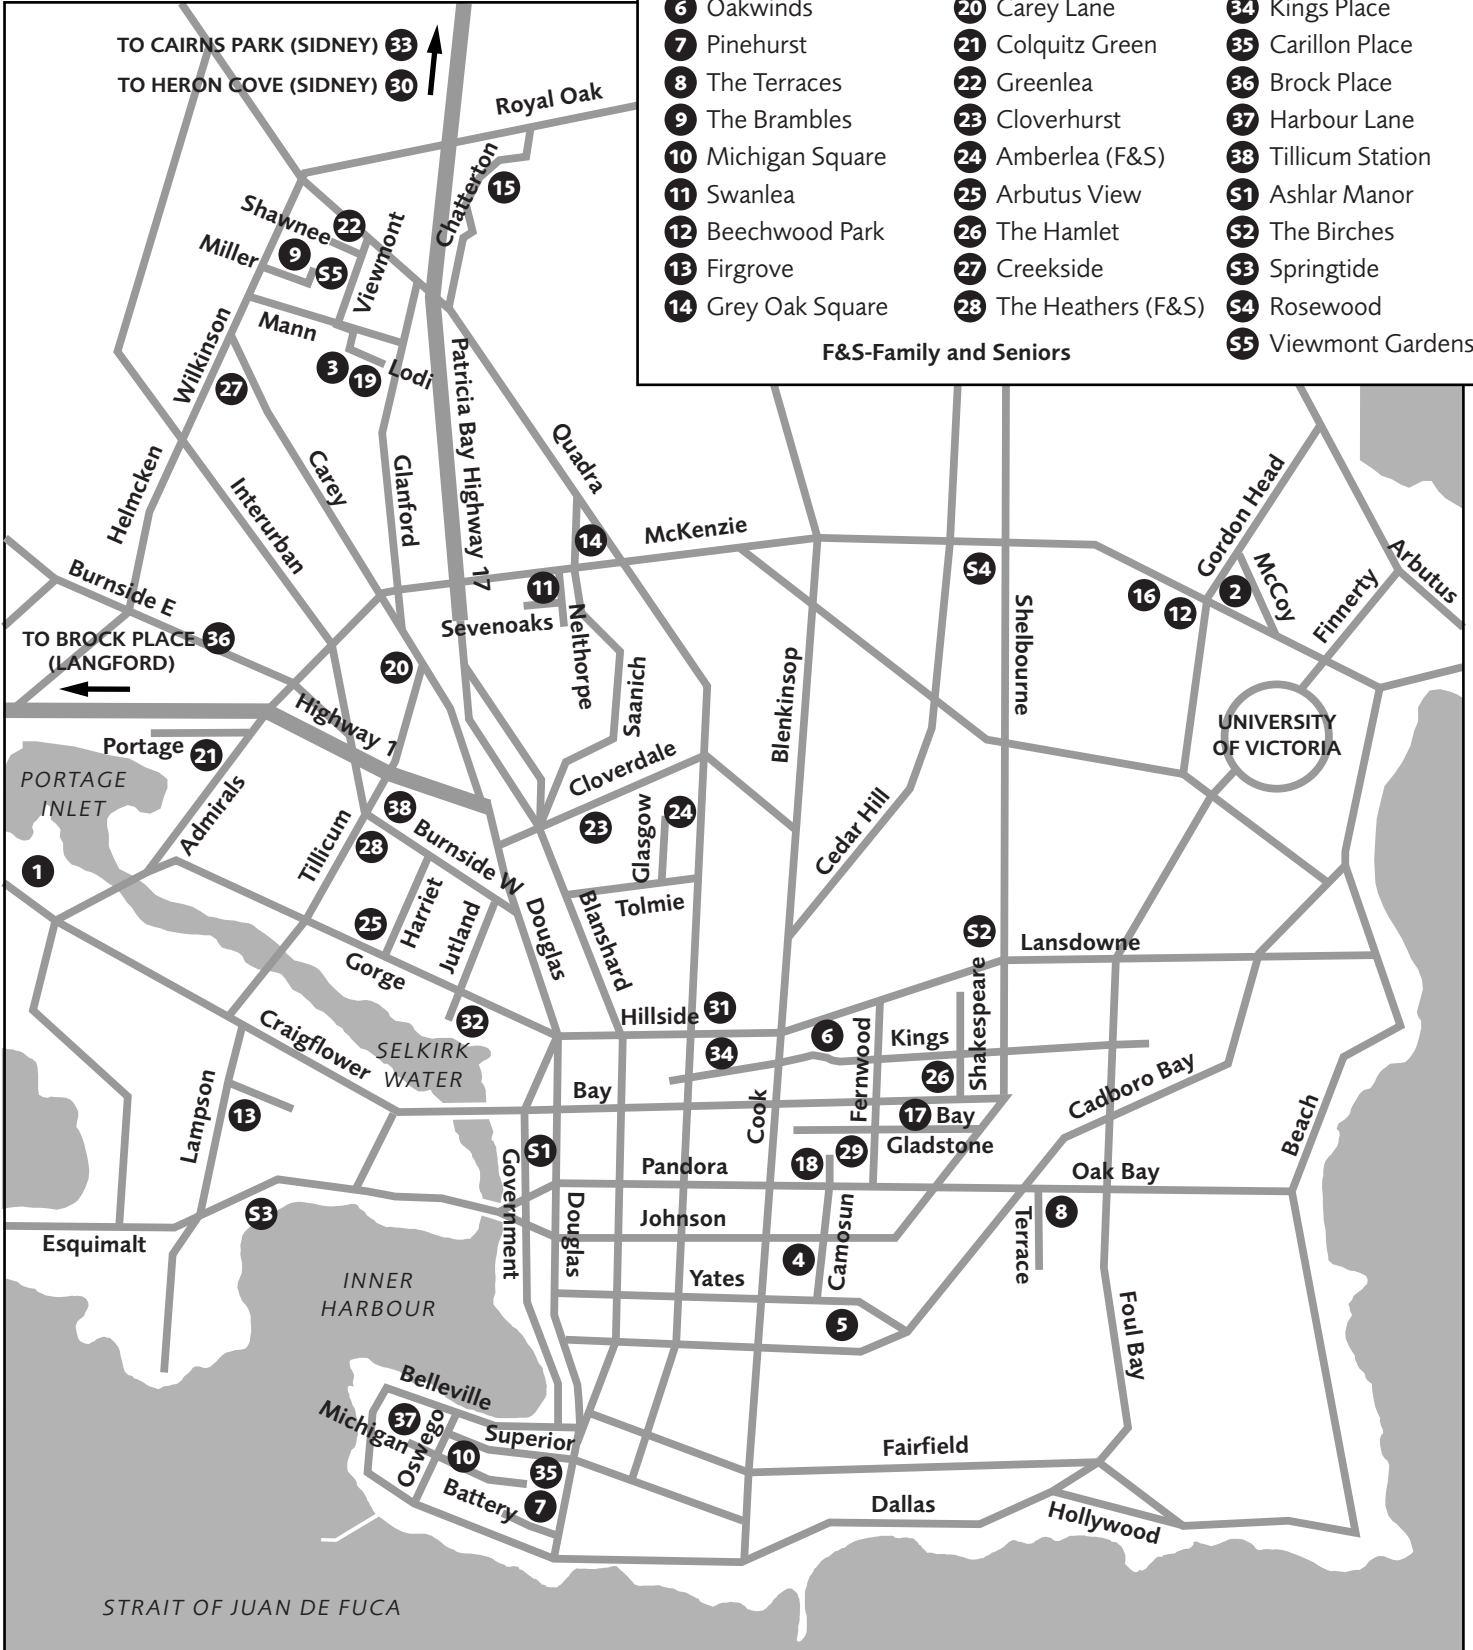 6 Oakwinds
7 Pinehurst
8 The Terraces
9 The Brambles
10 Michigan Square
11 Swanlea
12 Beechwood Park
13 Firgrove
14 Grey Oak Square
20 Carey Lane
21 Colquitz Green
22 Greenlea
23 Cloverhurst
24 Amberlea (F&S)
25 Arbutus View
26 The Hamlet
27 Creekside
28 The Heathers (F&S)
34 Kings Place
35 Carillon Place
36 Brock Place
37 Harbour Lane
38 Tillicum Station
S1 Ashlar Manor
S2 The Birches
S3 Springtide
S4 Rosewood
S5 Viewmont Gardens
F&S-Family and Seniors
TO CAIRNS PARK (SIDNEY) 33
TO HERON COVE (SIDNEY) 30
Royal Oak
Chatterton
15
Shawnee
22
Miller
9
S5
Viewmont
Mann
3
19
Lodi
Wilkinson
27
Patricia Bay Highway 17
Quadra
Helmcken
Interurban
Carey
Glanford
McKenzie
14
11
Sevenoaks
Nelthorpe
Saanich
S4
Shelbourne
16
12
Gordon Head
2
McCoy
Finnerty
Arbutus
Burnside E
TO BROCK PLACE 36
(LANGFORD)
20
Highway 1
Portage
21
PORTAGE
INLET
Admirals
1
Tillicum
38
28
Burnside W
Cloverdale
23
Glasgow
24
Tolmie
Blenkinsop
Cedar Hill
UNIVERSITY
OF VICTORIA
25
Harriet
Jutland
Gorge
Douglas
Blanshard
32
S2
Lansdowne
Hillside
31
34
6
Fernwood
Kings
Shakespeare
26
Craigflower
SELKIRK
WATER
Lampson
13
Bay
Cook
17
Bay
Gladstone
Cadboro Bay
Beach
S1
Government
Pandora
18
29
Oak Bay
Johnson
Douglas
Camosun
4
Terrace
8
S3
Esquimalt
INNER
HARBOUR
Yates
5
Foul Bay
Belleville
Michigan
37
Oswego
Superior
10
35
Battery
7
Fairfield
Dallas
Hollywood
STRAIT OF JUAN DE FUCA